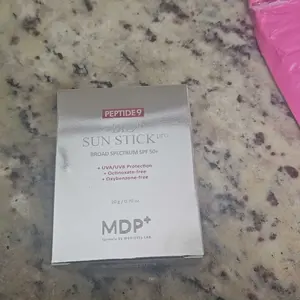 PEPTIDE9
SUN STICK
BROAD SPECTRUM SPF 50+
+ UVA/UVB Protection
+ Octinoxate-Free
+ Oxybenzone-Free
MDP+